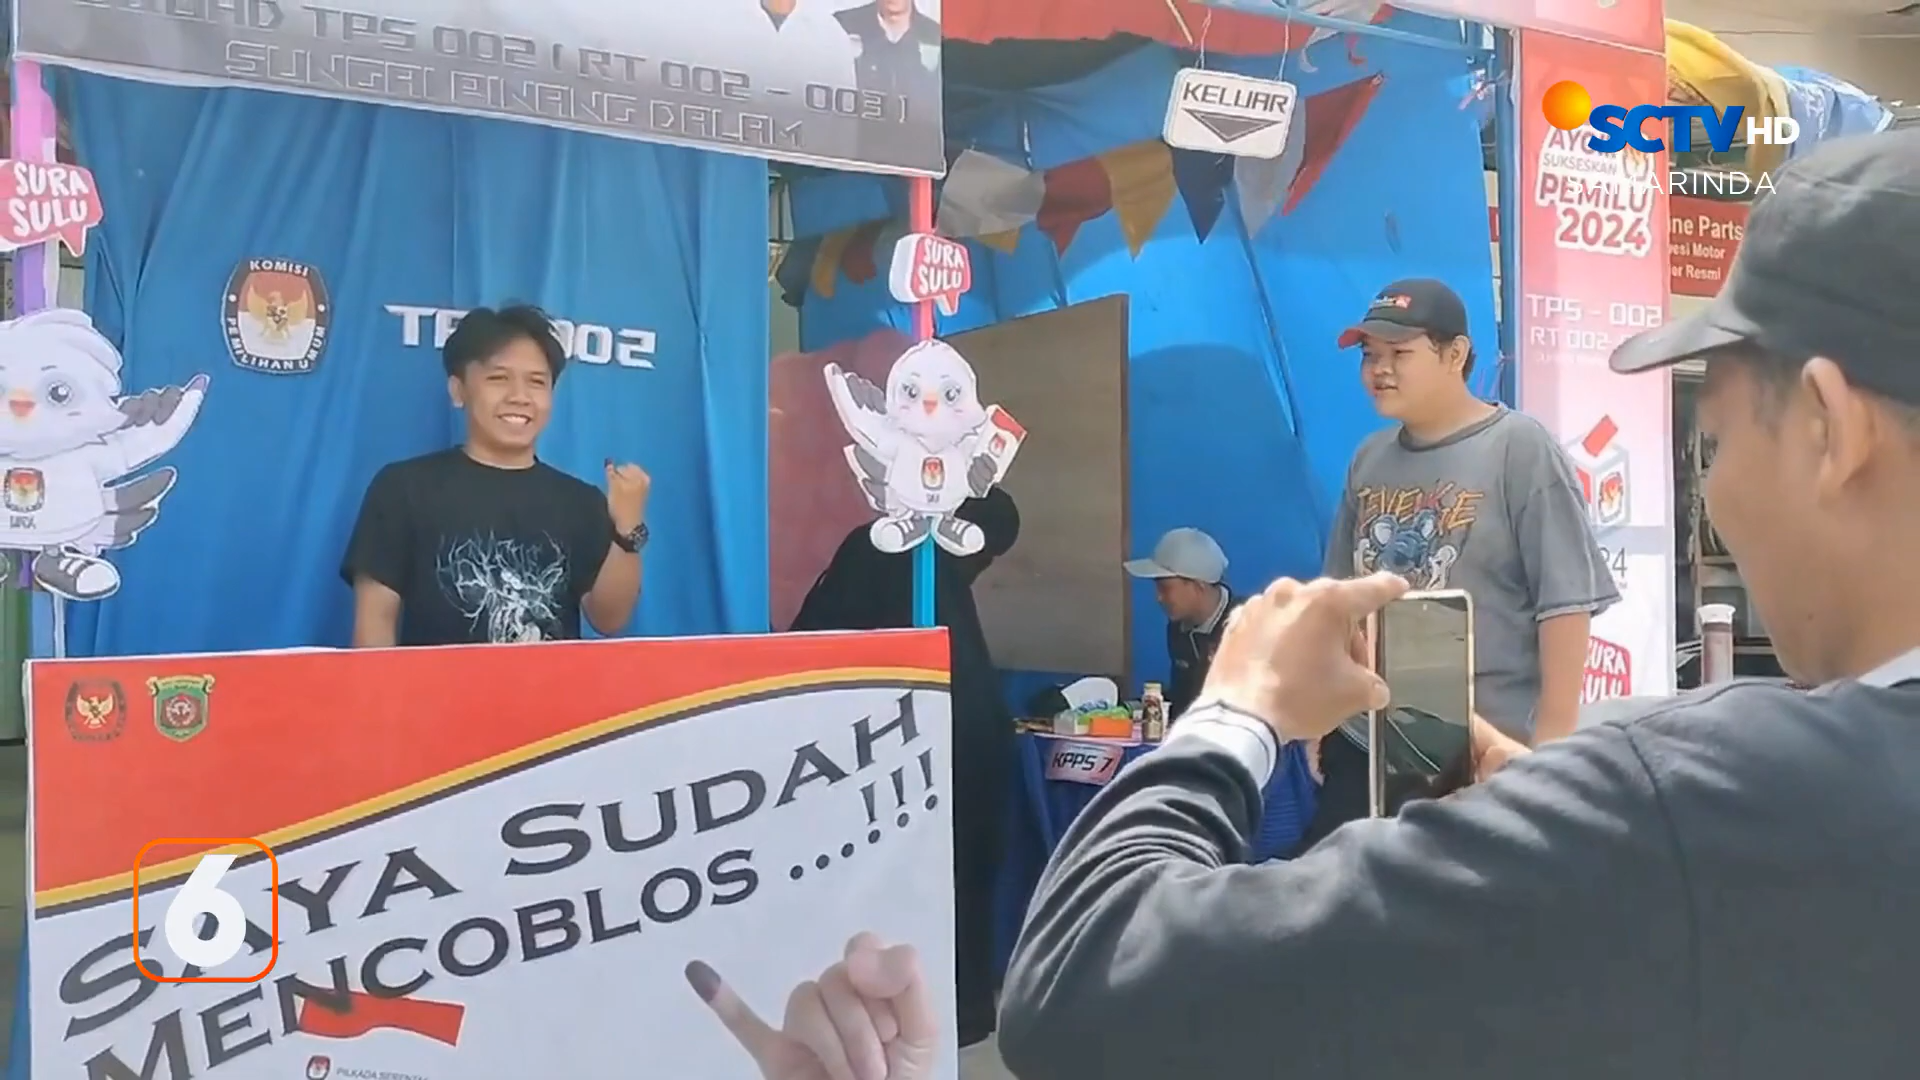 TPS 002 ( RT 002 - 003 )
SUNGAI PINANG DALAM
KELUAR
SCTV HD
SAMARINDA
SURA
SULU
SURA
SULU
KOMISI
PEMILIHAN UMUM
002
AYO
SUKSESKAN
PEMILU
2024
TPS - 002
RT 002
REVENGE
KPPS 7
SURA
SULU
SAYA SUDAH
MENCOBLOS ...!!!
6